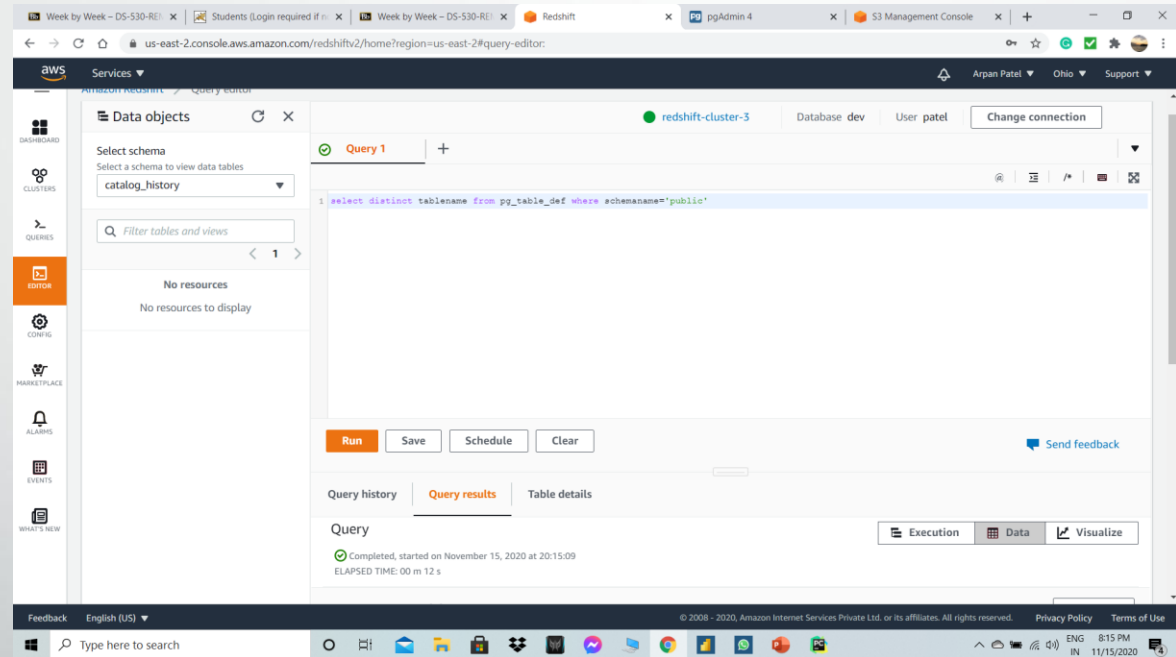 Week by Week – DS-530-REM
Students (Login required if no
Week by Week – DS-530-REM
Redshift
pgAdmin 4
S3 Management Console
us-east-2.console.aws.amazon.com/redshiftv2/home?region=us-east-2#query-editor:
aws
Services
Arpan Patel
Ohio
Support
Amazon Redshift > Query editor
DASHBOARD
CLUSTERS
QUERIES
EDITOR
CONFIG
MARKETPLACE
ALARMS
EVENTS
WHAT'S NEW
Data objects
Select schema
Select a schema to view data tables
catalog_history
Filter tables and views
1
No resources
No resources to display
redshift-cluster-3
Database dev
User patel
Change connection
Query 1
1 select distinct tablename from pg_table_def where schemaname='public'
Run
Save
Schedule
Clear
Send feedback
Query history
Query results
Table details
Query
Execution
Data
Visualize
Completed, started on November 15, 2020 at 20:15:09
ELAPSED TIME: 00 m 12 s
Feedback
English (US)
© 2008 - 2020, Amazon Internet Services Private Ltd. or its affiliates. All rights reserved.
Privacy Policy
Terms of Use
Type here to search
ENG
IN
8:15 PM
11/15/2020